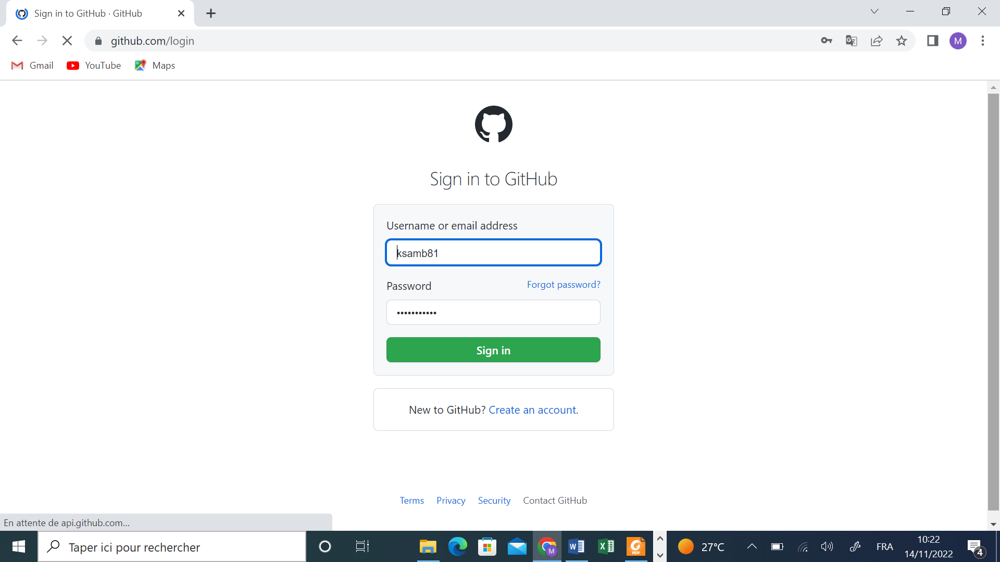 Sign in to GitHub · GitHub
github.com/login
M
Gmail
YouTube
Maps
Sign in to GitHub
Username or email address
ksamb81
Password
Forgot password?
•••••••••••
Sign in
New to GitHub? Create an account.
Terms
Privacy
Security
Contact GitHub
En attente de api.github.com...
Taper ici pour rechercher
M
PDF
27°C
FRA
10:22
14/11/2022
4